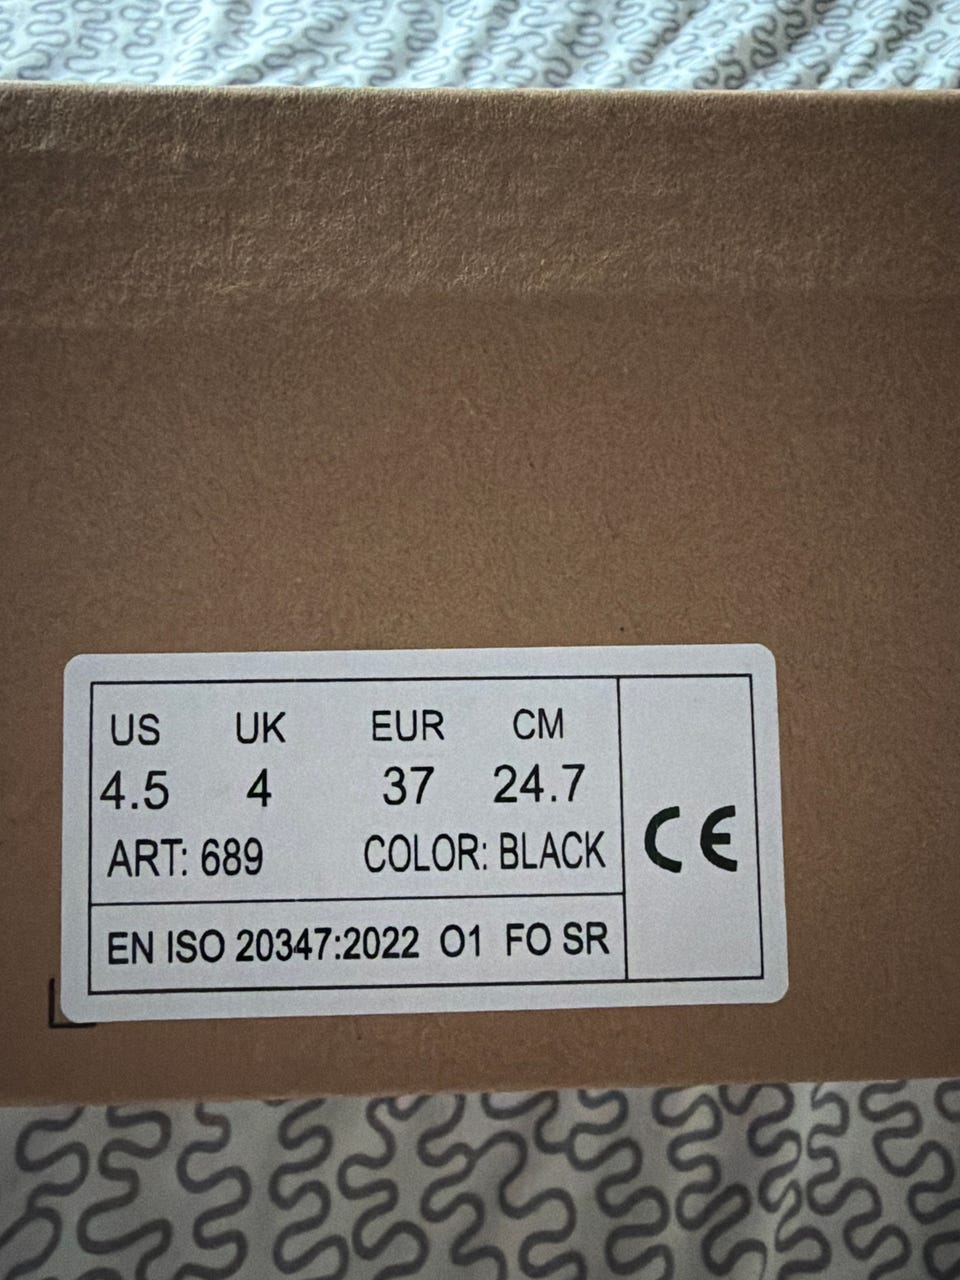 US UK EUR CM
4.5 4 37 24.7
ART: 689 COLOR: BLACK
CE
EN ISO 20347:2022 O1 FO SR